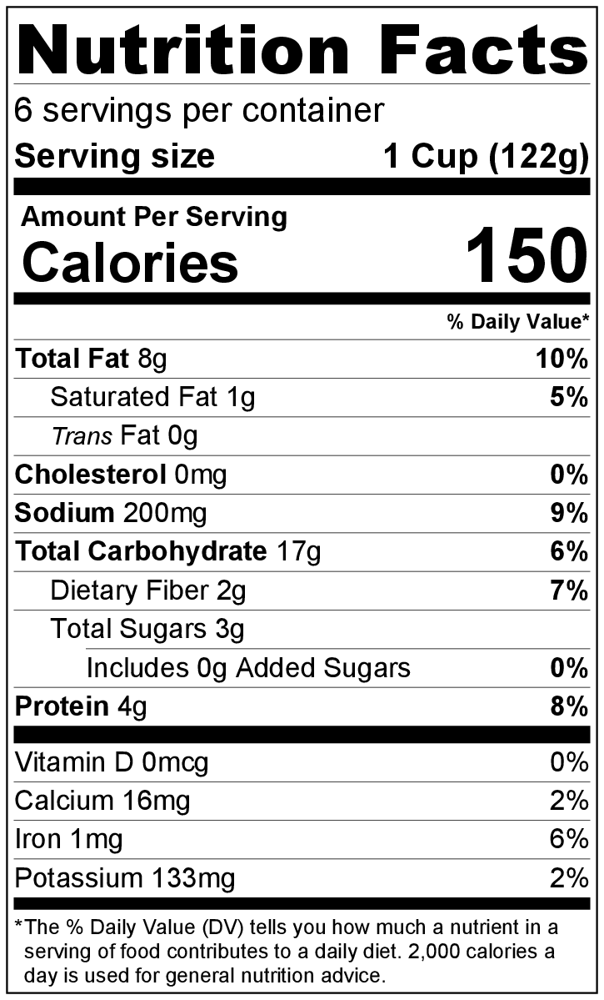 Nutrition Facts
6 servings per container
Serving size 1 Cup (122g)
Amount Per Serving
Calories 150
% Daily Value*
Total Fat 8g 10%
Saturated Fat 1g 5%
Trans Fat 0g
Cholesterol 0mg 0%
Sodium 200mg 9%
Total Carbohydrate 17g 6%
Dietary Fiber 2g 7%
Total Sugars 3g
Includes 0g Added Sugars 0%
Protein 4g 8%
Vitamin D 0mcg 0%
Calcium 16mg 2%
Iron 1mg 6%
Potassium 133mg 2%
*The % Daily Value (DV) tells you how much a nutrient in a
serving of food contributes to a daily diet. 2,000 calories a
day is used for general nutrition advice.